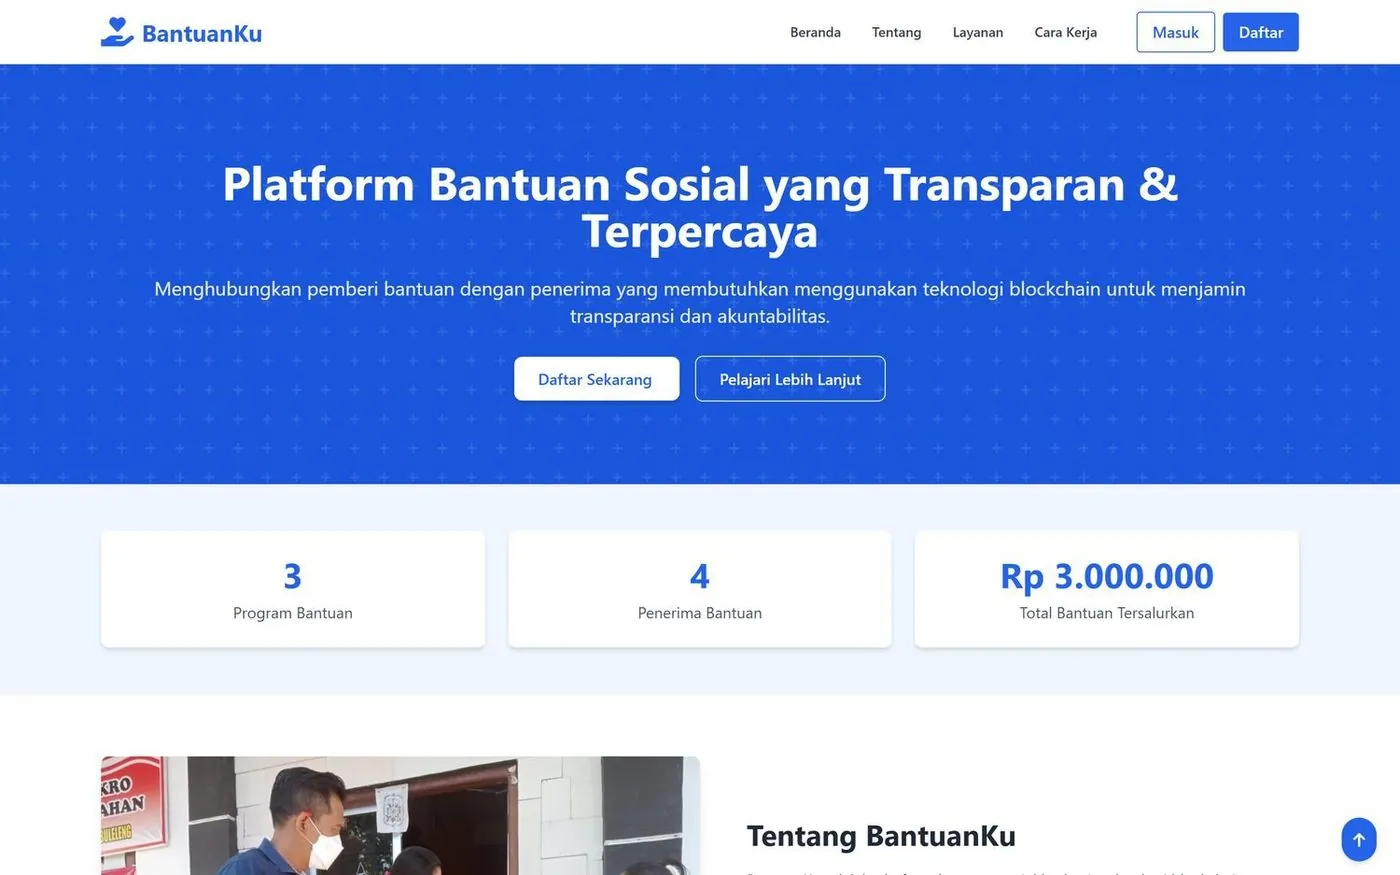 BantuanKu
Beranda
Tentang
Layanan
Cara Kerja
Masuk
Daftar
Platform Bantuan Sosial yang Transparan &
Terpercaya
Menghubungkan pemberi bantuan dengan penerima yang membutuhkan menggunakan teknologi blockchain untuk menjamin
transparansi dan akuntabilitas.
Daftar Sekarang
Pelajari Lebih Lanjut
3
Program Bantuan
4
Penerima Bantuan
Rp 3.000.000
Total Bantuan Tersalurkan
Tentang BantuanKu